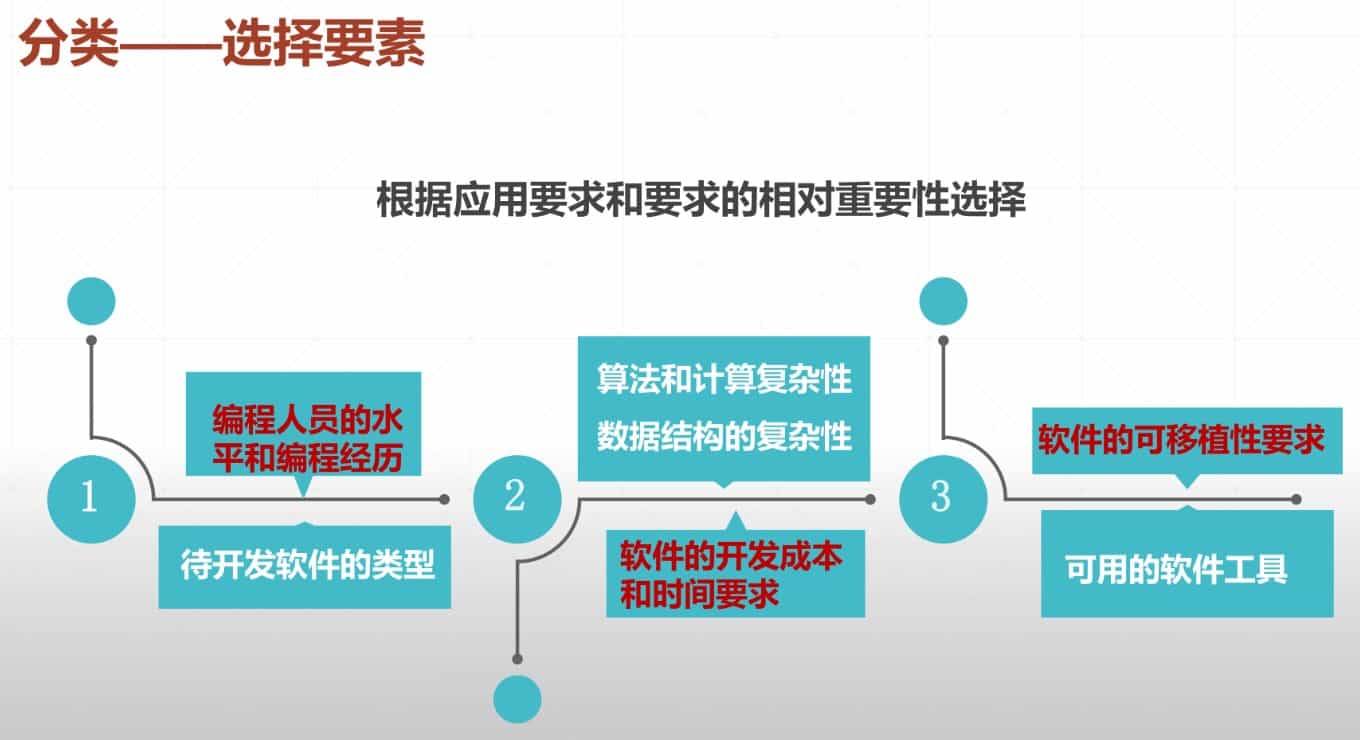 分类——选择要素
根据应用要求和要求的相对重要性选择
1
编程人员的水
平和编程经历
待开发软件的类型
2
算法和计算复杂性
数据结构的复杂性
软件的开发成本
和时间要求
3
软件的可移植性要求
可用的软件工具